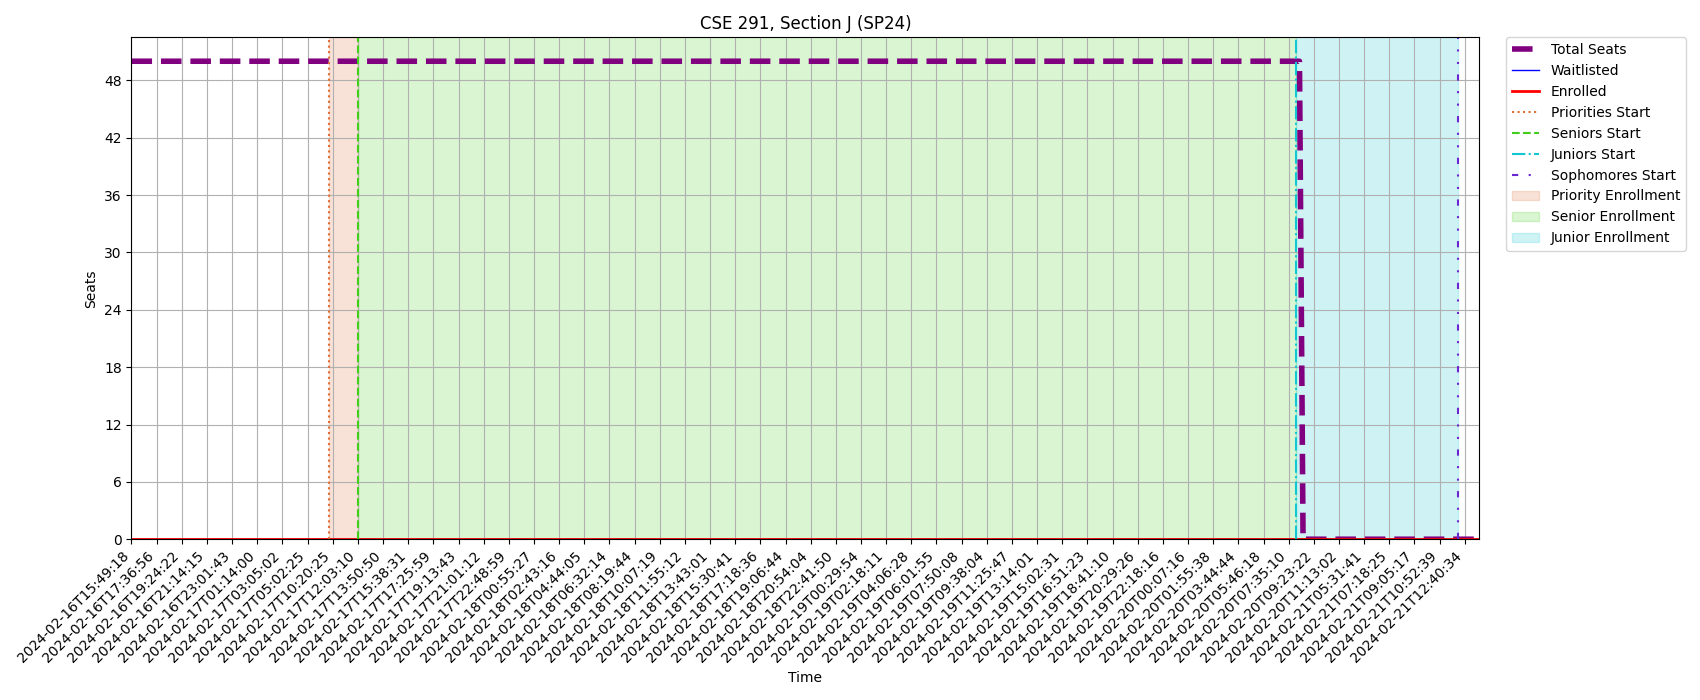 CSE 291, Section J (SP24)
Seats
48
42
36
30
24
18
12
6
0
2024-02-16T15:49:18
2024-02-16T17:36:56
2024-02-16T19:24:22
2024-02-16T21:14:15
2024-02-16T23:01:43
2024-02-17T01:14:00
2024-02-17T03:05:02
2024-02-17T05:02:25
2024-02-17T10:20:25
2024-02-17T12:03:10
2024-02-17T13:50:50
2024-02-17T15:38:31
2024-02-17T17:25:59
2024-02-17T19:13:43
2024-02-17T21:01:12
2024-02-17T22:48:59
2024-02-18T00:55:27
2024-02-18T02:43:16
2024-02-18T04:44:05
2024-02-18T06:32:14
2024-02-18T08:19:44
2024-02-18T10:07:19
2024-02-18T11:55:12
2024-02-18T13:43:01
2024-02-18T15:30:41
2024-02-18T17:18:36
2024-02-18T19:06:44
2024-02-18T20:54:04
2024-02-18T22:41:50
2024-02-19T00:29:54
2024-02-19T02:18:11
2024-02-19T04:06:28
2024-02-19T06:01:55
2024-02-19T07:50:08
2024-02-19T09:38:04
2024-02-19T11:25:47
2024-02-19T13:14:01
2024-02-19T15:02:31
2024-02-19T16:51:23
2024-02-19T18:41:10
2024-02-19T20:29:26
2024-02-19T22:18:16
2024-02-20T00:07:16
2024-02-20T01:55:38
2024-02-20T03:44:44
2024-02-20T05:46:18
2024-02-20T07:35:10
2024-02-20T09:23:22
2024-02-20T11:13:02
2024-02-21T05:31:41
2024-02-21T07:18:25
2024-02-21T09:05:17
2024-02-21T10:52:39
2024-02-21T12:40:34
Time
Total Seats
Waitlisted
Enrolled
Priorities Start
Seniors Start
Juniors Start
Sophomores Start
Priority Enrollment
Senior Enrollment
Junior Enrollment